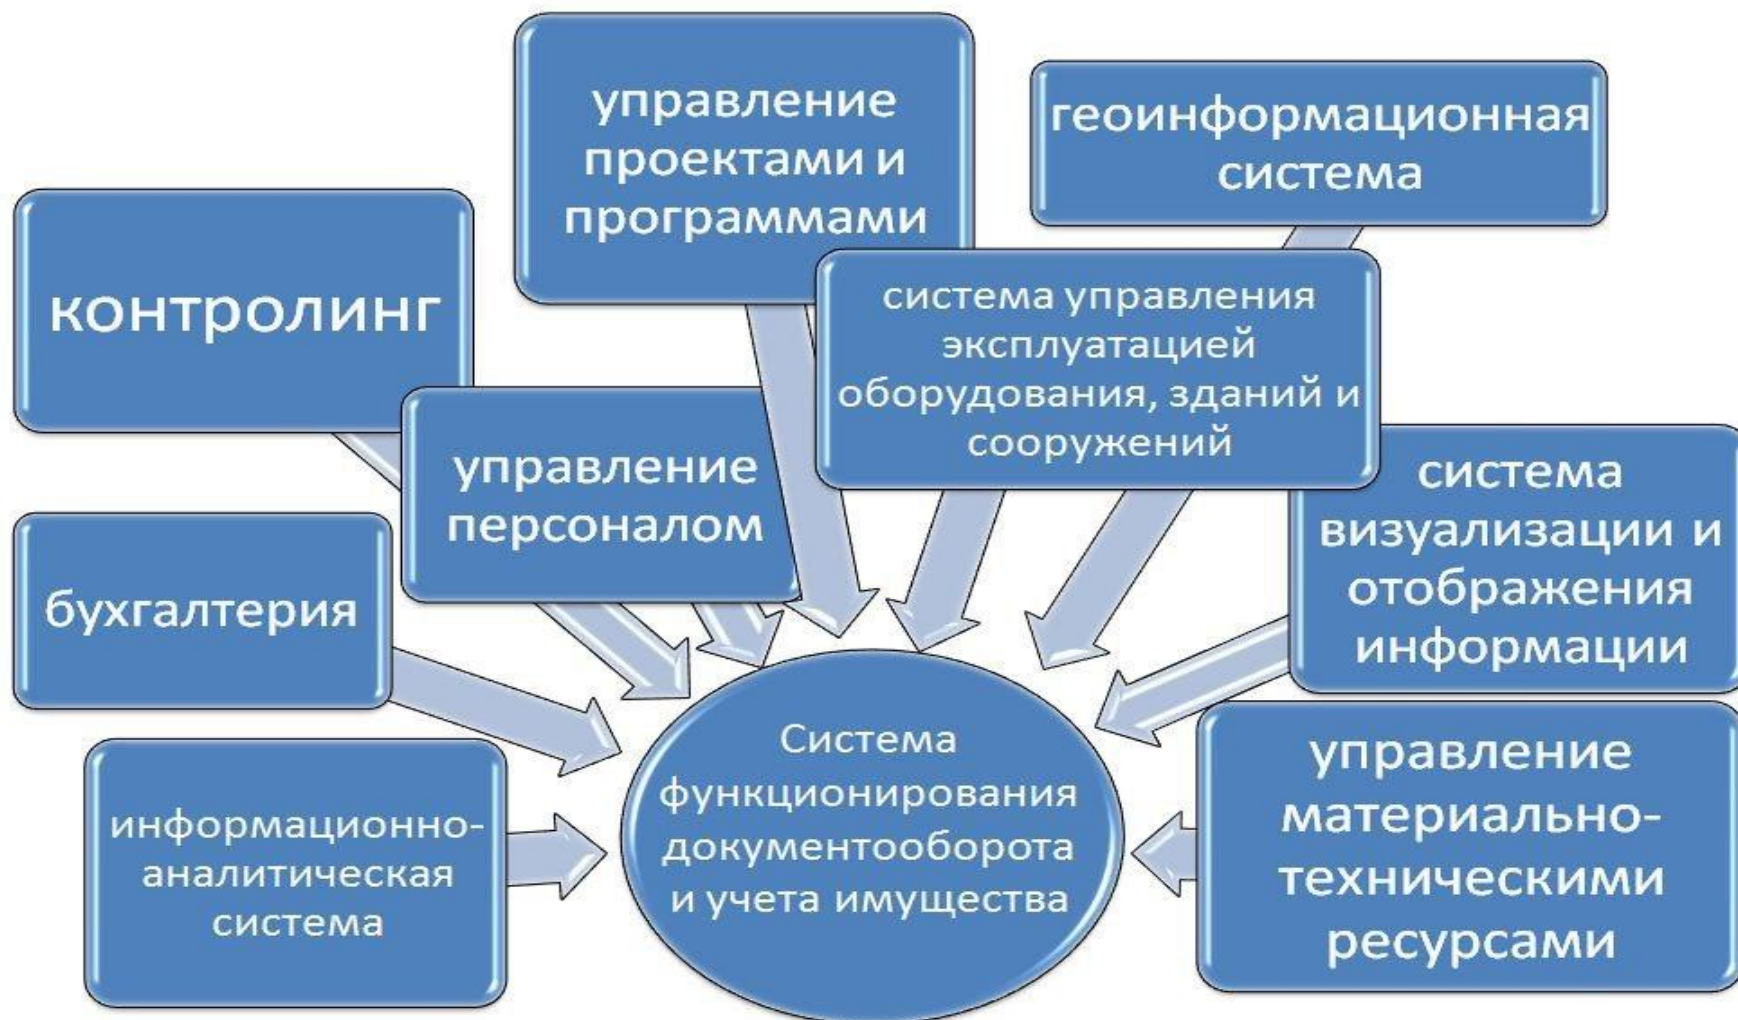 управление
проектами и
программами
геоинформационная
система
контролинг
система управления
эксплуатацией
оборудования, зданий и
сооружений
управление
персоналом
система
визуализации и
отображения
информации
бухгалтерия
Система
функционирования
документооборота
и учета имущества
управление
материально-
техническими
ресурсами
информационно-
аналитическая
система